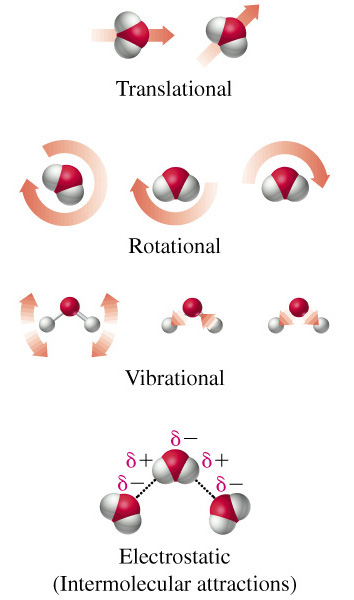 Translational
Rotational
Vibrational
δ−
δ+ δ+
δ− δ−
Electrostatic
(Intermolecular attractions)